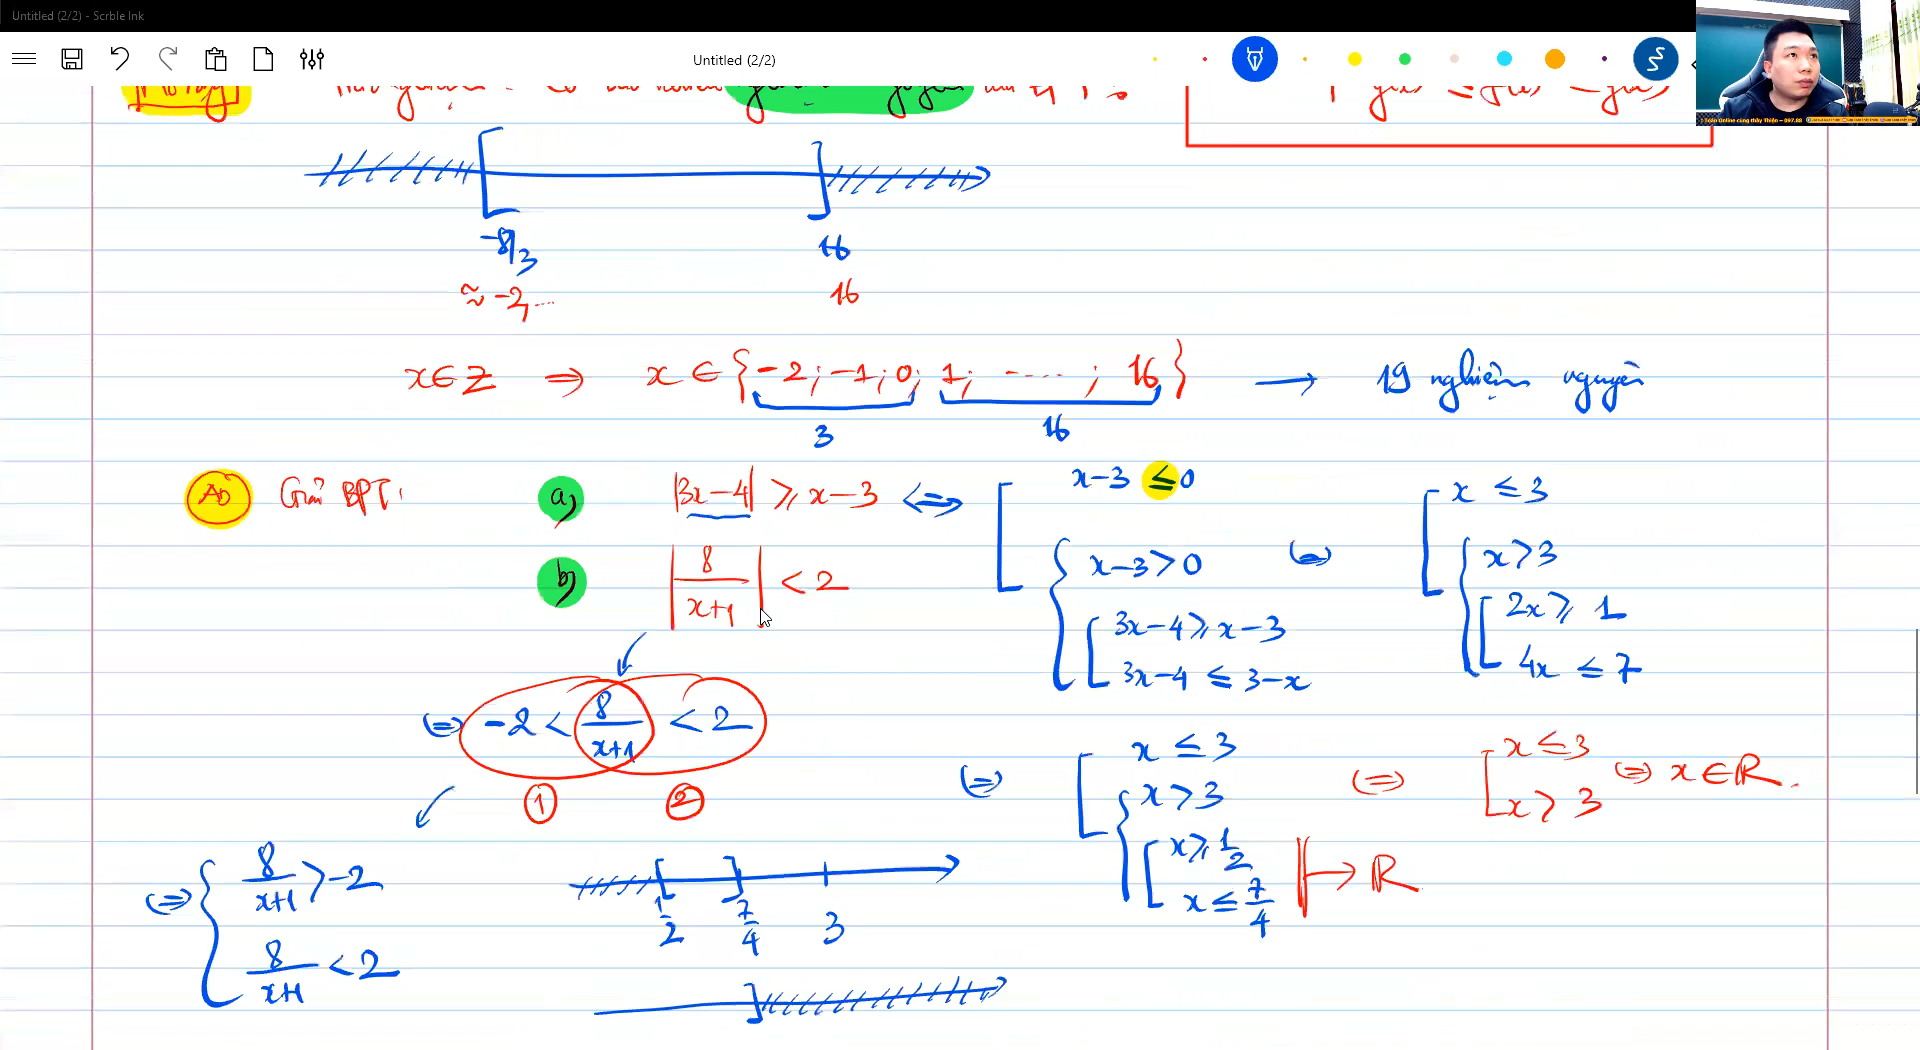 Untitled (2/2) - Scrble Ink
Untitled (2/2)
-8/3
16
≈ -2,...
16
x∈Z ⇒ x ∈ {-2; -1; 0; 1; ....; 16} → 19 nghiệm nguyên
3
16
AD Giải BPT:
a) |3x-4| ≥ x-3 ⇔ [ x-3 ≤ 0
{ x-3 > 0
[ 3x-4 ≥ x-3
3x-4 ≤ 3-x
⇔ [ x ≤ 3
{ x > 3
[ 2x ≥ 1
4x ≤ 7
⇔ [ x ≤ 3
{ x > 3
[ x ≥ 1/2
x ≤ 7/4
→ R
⇔ [ x ≤ 3
x > 3
⇔ x ∈ R.
b) |8/(x+1)| < 2
⇔ -2 < 8/(x+1) < 2
1
2
⇔ { 8/(x+1) > -2
8/(x+1) < 2
1/2
7/4
3